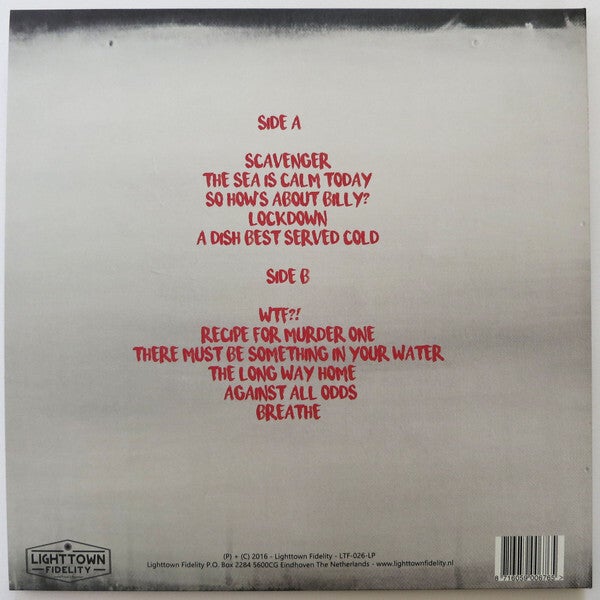 SIDE A
SCAVENGER
THE SEA IS CALM TODAY
SO HOW'S ABOUT BILLY?
LOCKDOWN
A DISH BEST SERVED COLD
SIDE B
WTF?!
RECIPE FOR MURDER ONE
THERE MUST BE SOMETHING IN YOUR WATER
THE LONG WAY HOME
AGAINST ALL ODDS
BREATHE
LIGHTTOWN
FIDELITY
(P) + (C) 2016 - Lighttown Fidelity - LTF-026-LP
Lighttown Fidelity P.O. Box 2284 5600CG Eindhoven The Netherlands - www.lighttownfidelity.nl